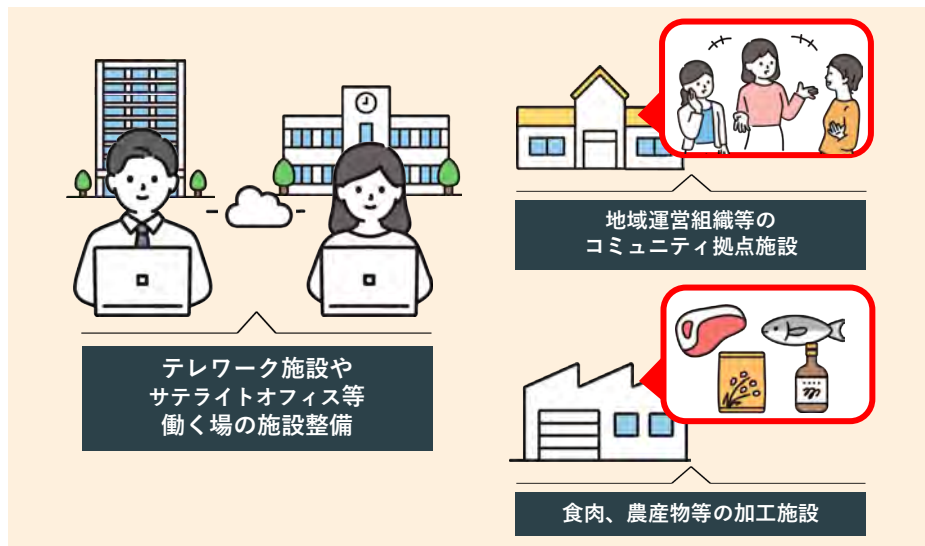 テレワーク施設や
サテライトオフィス等
働く場の施設整備
地域運営組織等の
コミュニティ拠点施設
食肉、農産物等の加工施設